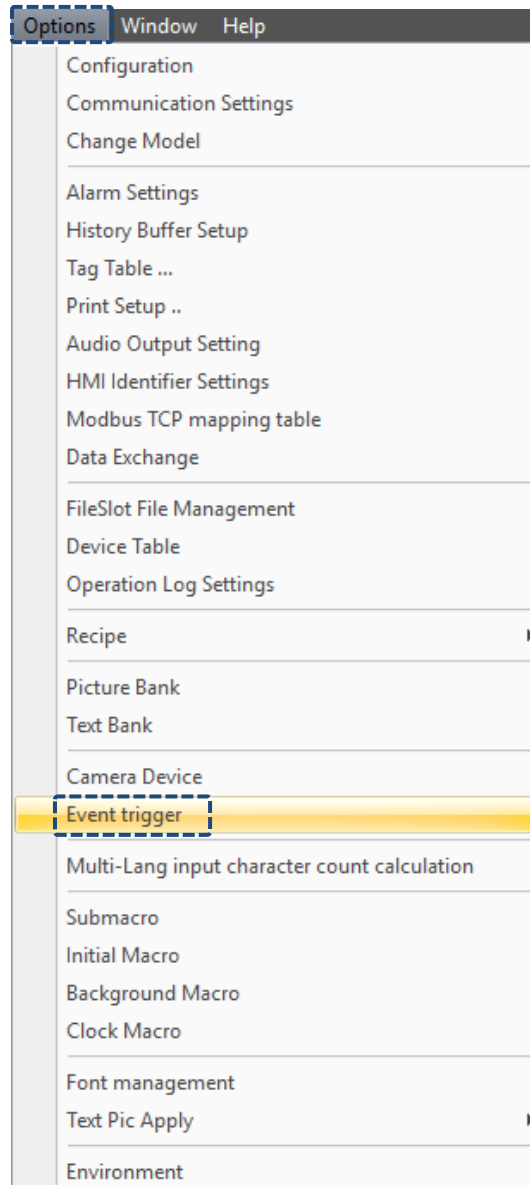 Options Window Help
Configuration
Communication Settings
Change Model
Alarm Settings
History Buffer Setup
Tag Table ...
Print Setup ..
Audio Output Setting
HMI Identifier Settings
Modbus TCP mapping table
Data Exchange
FileSlot File Management
Device Table
Operation Log Settings
Recipe
Picture Bank
Text Bank
Camera Device
Event trigger
Multi-Lang input character count calculation
Submacro
Initial Macro
Background Macro
Clock Macro
Font management
Text Pic Apply
Environment